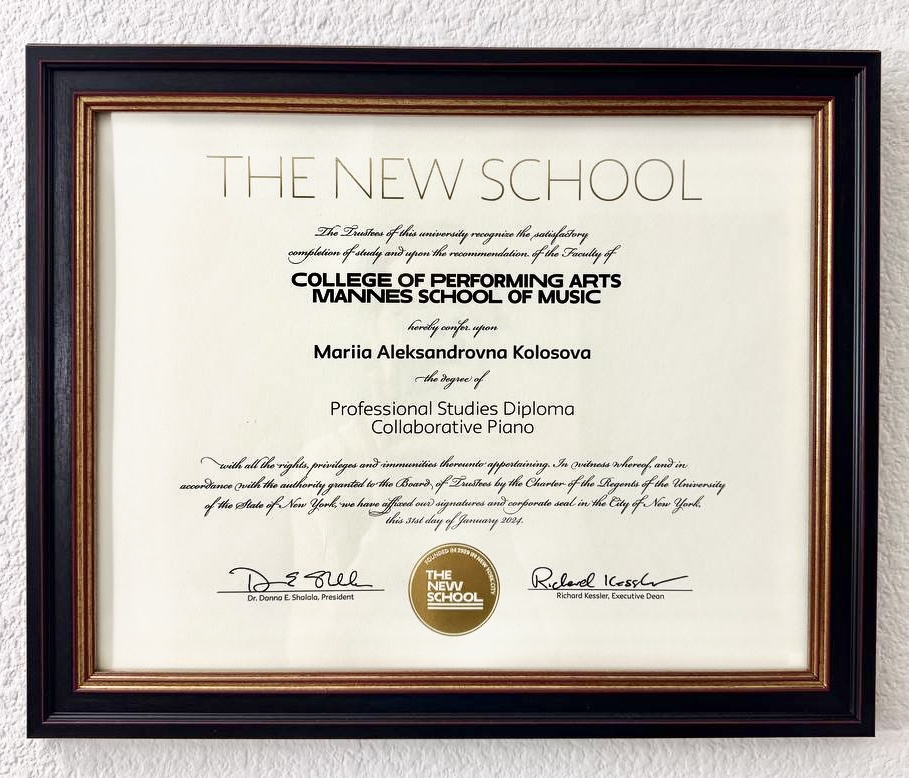 THE NEW SCHOOL
The Trustees of this university recognize the satisfactory
completion of study and upon the recommendation of the Faculty of
COLLEGE OF PERFORMING ARTS
MANNES SCHOOL OF MUSIC
hereby confer upon
Mariia Aleksandrovna Kolosova
the degree of
Professional Studies Diploma
Collaborative Piano
with all the rights, privileges and immunities thereunto appertaining. In witness whereof, and in
accordance with the authority granted to the Board of Trustees by the Charter of the Regents of the University
of the State of New York, we have affixed our signatures and corporate seal in the City of New York,
this 31st day of January 2024.
Dr. Donna E. Shalala, President
FOUNDED IN 1919 IN NEW YORK CITY
THE
NEW
SCHOOL
Richard Kessler
Richard Kessler, Executive Dean